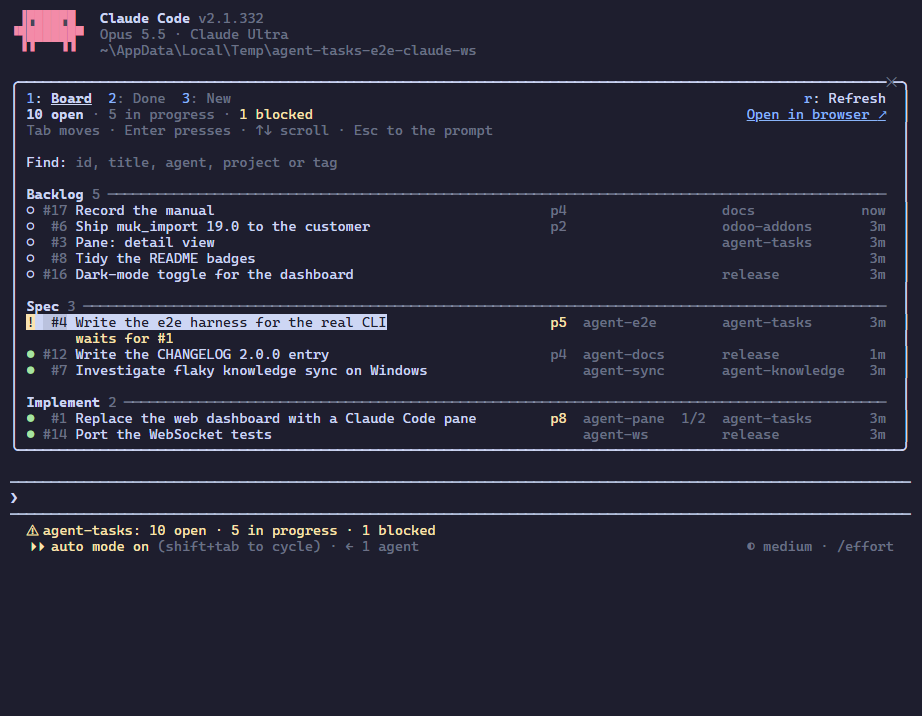 Claude Code v2.1.332
Opus 5.5 · Claude Ultra
~\AppData\Local\Temp\agent-tasks-e2e-claude-ws
×
1: Board  2: Done  3: New  r: Refresh
10 open · 5 in progress · 1 blocked  Open in browser ↗
Tab moves · Enter presses · ↑↓ scroll · Esc to the prompt
Find: id, title, agent, project or tag
Backlog 5
○ #17 Record the manual  p4  docs  now
○ #6 Ship muk_import 19.0 to the customer  p2  odoo-addons  3m
○ #3 Pane: detail view  agent-tasks  3m
○ #8 Tidy the README badges  3m
○ #16 Dark-mode toggle for the dashboard  release  3m
Spec 3
! #4 Write the e2e harness for the real CLI  p5  agent-e2e  agent-tasks  3m
waits for #1
● #12 Write the CHANGELOG 2.0.0 entry  p4  agent-docs  release  1m
● #7 Investigate flaky knowledge sync on Windows  agent-sync  agent-knowledge  3m
Implement 2
● #1 Replace the web dashboard with a Claude Code pane  p8  agent-pane  1/2  agent-tasks  3m
● #14 Port the WebSocket tests  agent-ws  release  3m
❯
⚠ agent-tasks: 10 open · 5 in progress · 1 blocked
⏵⏵ auto mode on (shift+tab to cycle) · ← 1 agent  ◐ medium · /effort